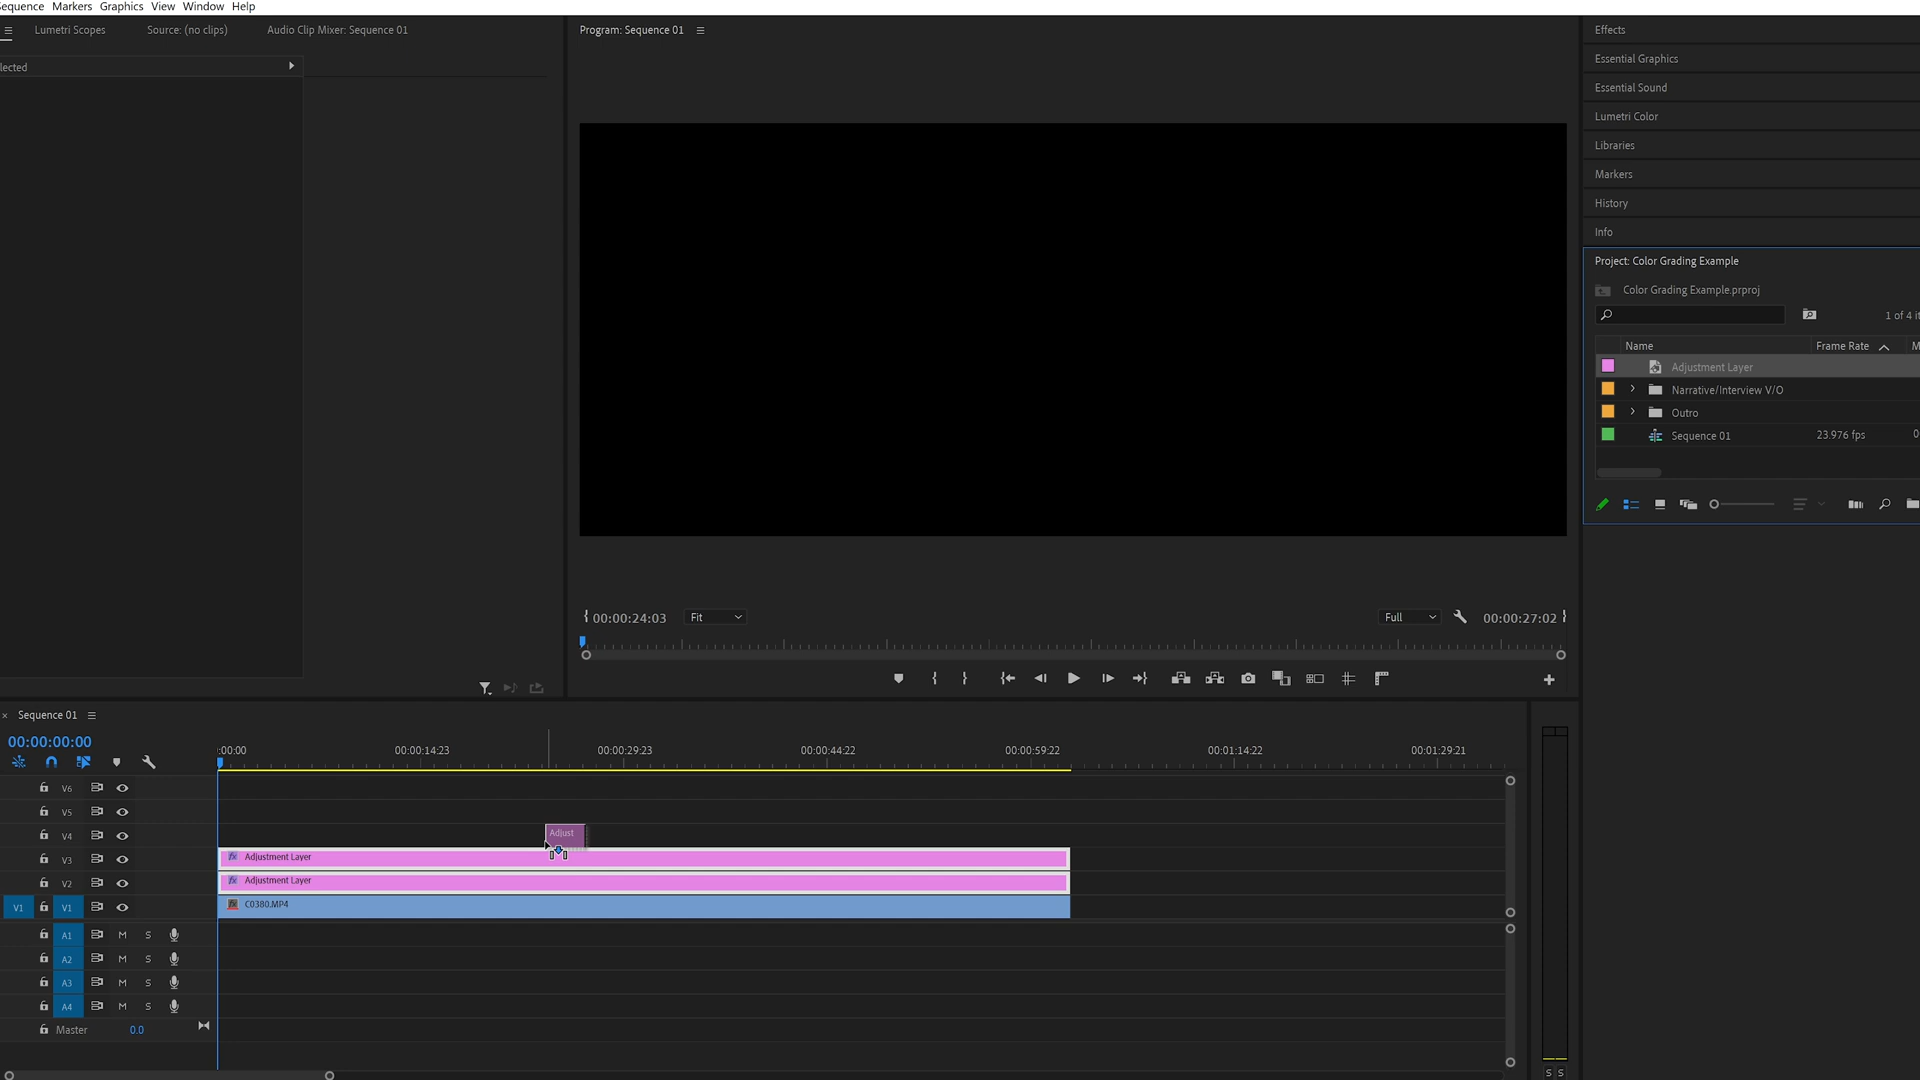 Sequence Markers Graphics View Window Help
Lumetri Scopes Source: (no clips) Audio Clip Mixer: Sequence 01
lected
Program: Sequence 01
Effects
Essential Graphics
Essential Sound
Lumetri Color
Libraries
Markers
History
Info
Project: Color Grading Example
Color Grading Example.prproj
1 of 4 it
Name Frame Rate M
Adjustment Layer
Narrative/Interview V/O
Outro
Sequence 01 23.976 fps 0
00:00:24:03 Fit Full 00:00:27:02
Sequence 01
00:00:00:00
:00:00 00:00:14:23 00:00:29:23 00:00:44:22 00:00:59:22 00:01:14:22 00:01:29:21
V6
V5
V4 Adjust
V3 fx Adjustment Layer
V2 fx Adjustment Layer
V1 V1 fx C0380.MP4
A1 M S
A2 M S
A3 M S
A4 M S
Master 0.0
S S